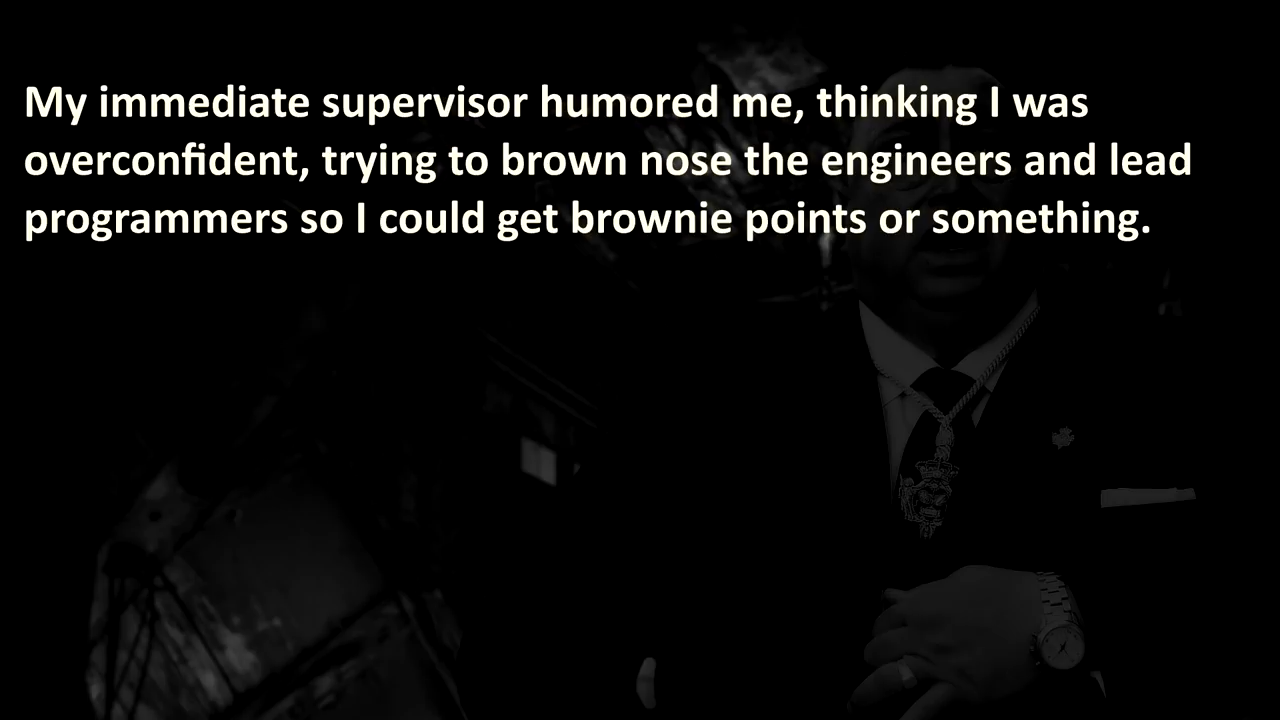 My immediate supervisor humored me, thinking I was
overconfident, trying to brown nose the engineers and lead
programmers so I could get brownie points or something.